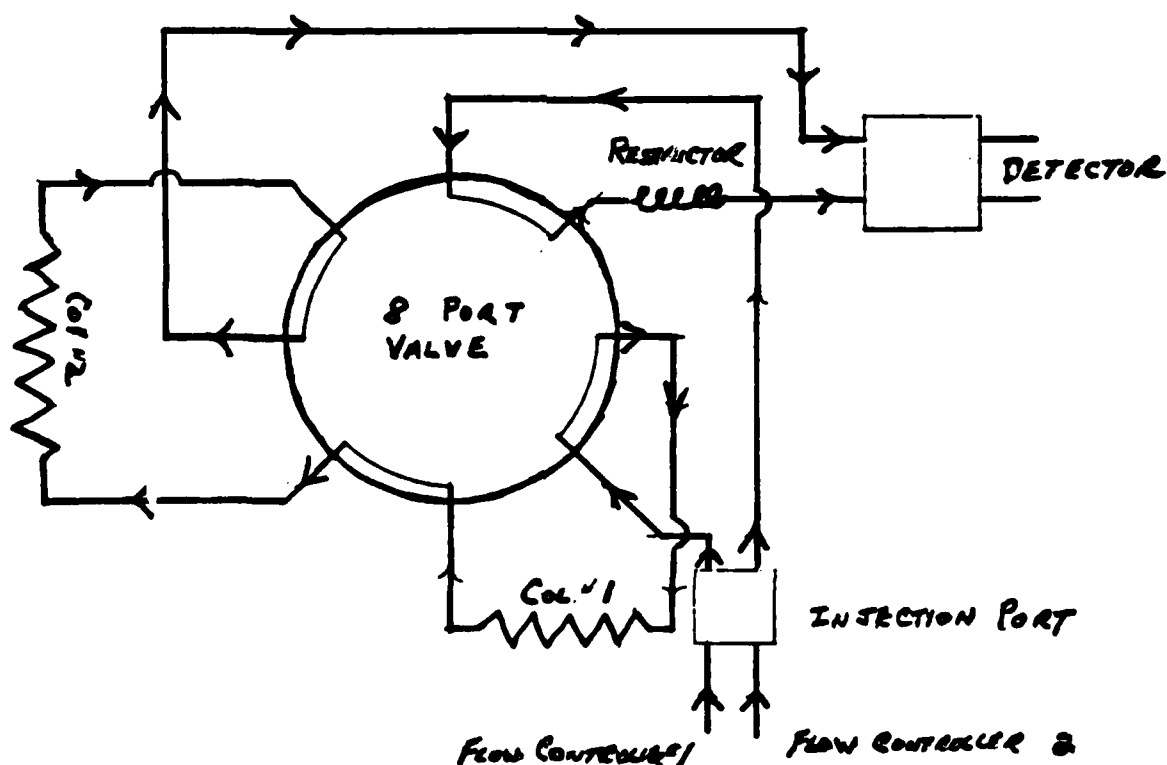 RESTRICTOR
DETECTOR
8 PORT
VALVE
Col #2
COL. #1
INJECTION PORT
FLOW CONTROLLER 1
FLOW CONTROLLER 2